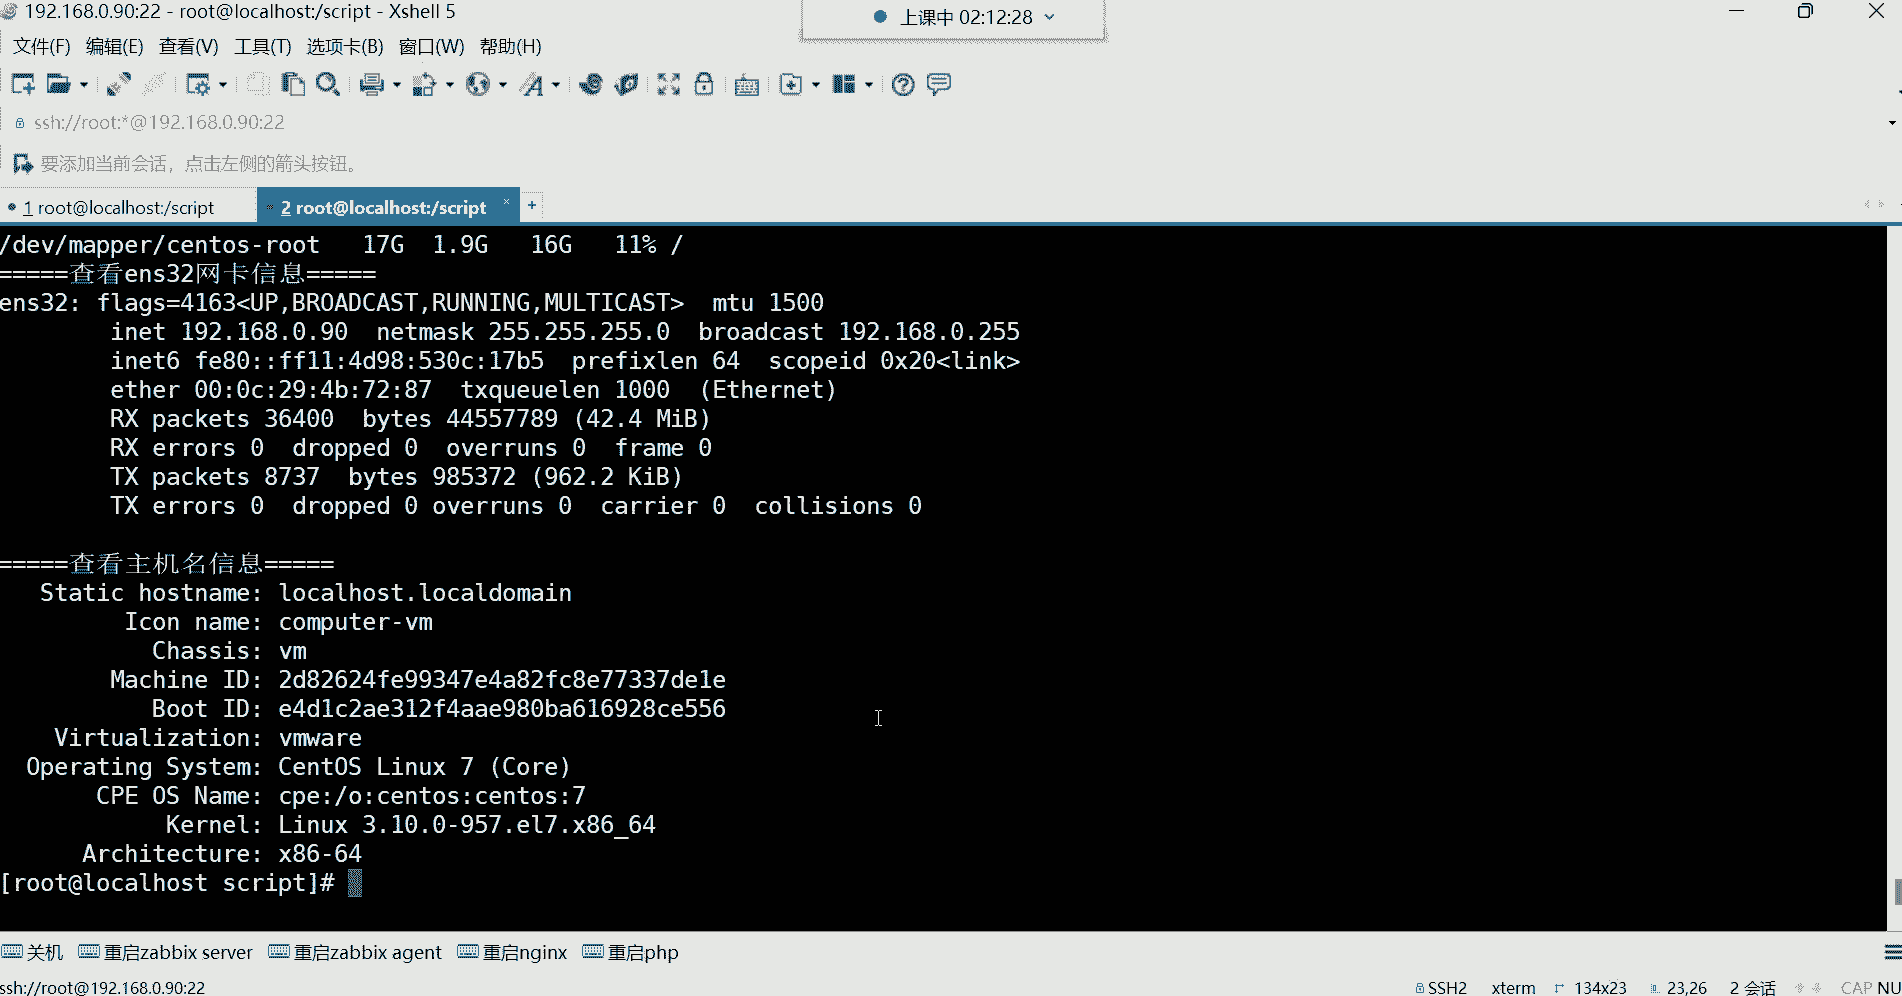 192.168.0.90:22 - root@localhost:/script - Xshell 5
上课中 02:12:28
文件(F) 编辑(E) 查看(V) 工具(T) 选项卡(B) 窗口(W) 帮助(H)
ssh://root:*@192.168.0.90:22
要添加当前会话，点击左侧的箭头按钮。
1 root@localhost:/script
2 root@localhost:/script × +
/dev/mapper/centos-root   17G  1.9G   16G   11% /
=====查看ens32网卡信息=====
ens32: flags=4163<UP,BROADCAST,RUNNING,MULTICAST>  mtu 1500
        inet 192.168.0.90  netmask 255.255.255.0  broadcast 192.168.0.255
        inet6 fe80::ff11:4d98:530c:17b5  prefixlen 64  scopeid 0x20<link>
        ether 00:0c:29:4b:72:87  txqueuelen 1000  (Ethernet)
        RX packets 36400  bytes 44557789 (42.4 MiB)
        RX errors 0  dropped 0  overruns 0  frame 0
        TX packets 8737  bytes 985372 (962.2 KiB)
        TX errors 0  dropped 0 overruns 0  carrier 0  collisions 0
=====查看主机名信息=====
   Static hostname: localhost.localdomain
         Icon name: computer-vm
           Chassis: vm
        Machine ID: 2d82624fe99347e4a82fc8e77337de1e
           Boot ID: e4d1c2ae312f4aae980ba616928ce556
    Virtualization: vmware
  Operating System: CentOS Linux 7 (Core)
       CPE OS Name: cpe:/o:centos:centos:7
            Kernel: Linux 3.10.0-957.el7.x86_64
      Architecture: x86-64
[root@localhost script]#
关机 重启zabbix server 重启zabbix agent 重启nginx 重启php
ssh://root@192.168.0.90:22 SSH2 xterm 134x23 23,26 2 会话 CAP NU